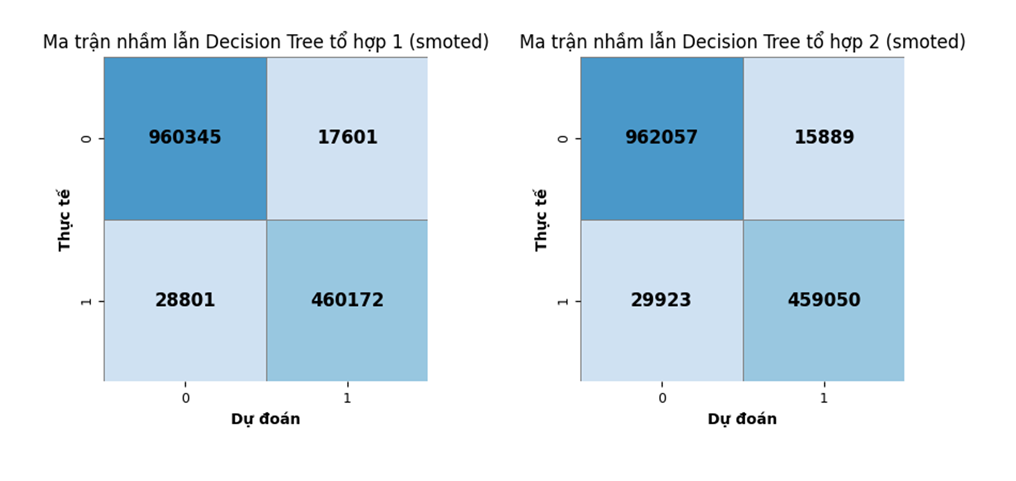 Ma trận nhầm lẫn Decision Tree tổ hợp 1 (smoted)
0
960345
17601
Thực tế
1
28801
460172
0
1
Dự đoán
Ma trận nhầm lẫn Decision Tree tổ hợp 2 (smoted)
0
962057
15889
Thực tế
1
29923
459050
0
1
Dự đoán